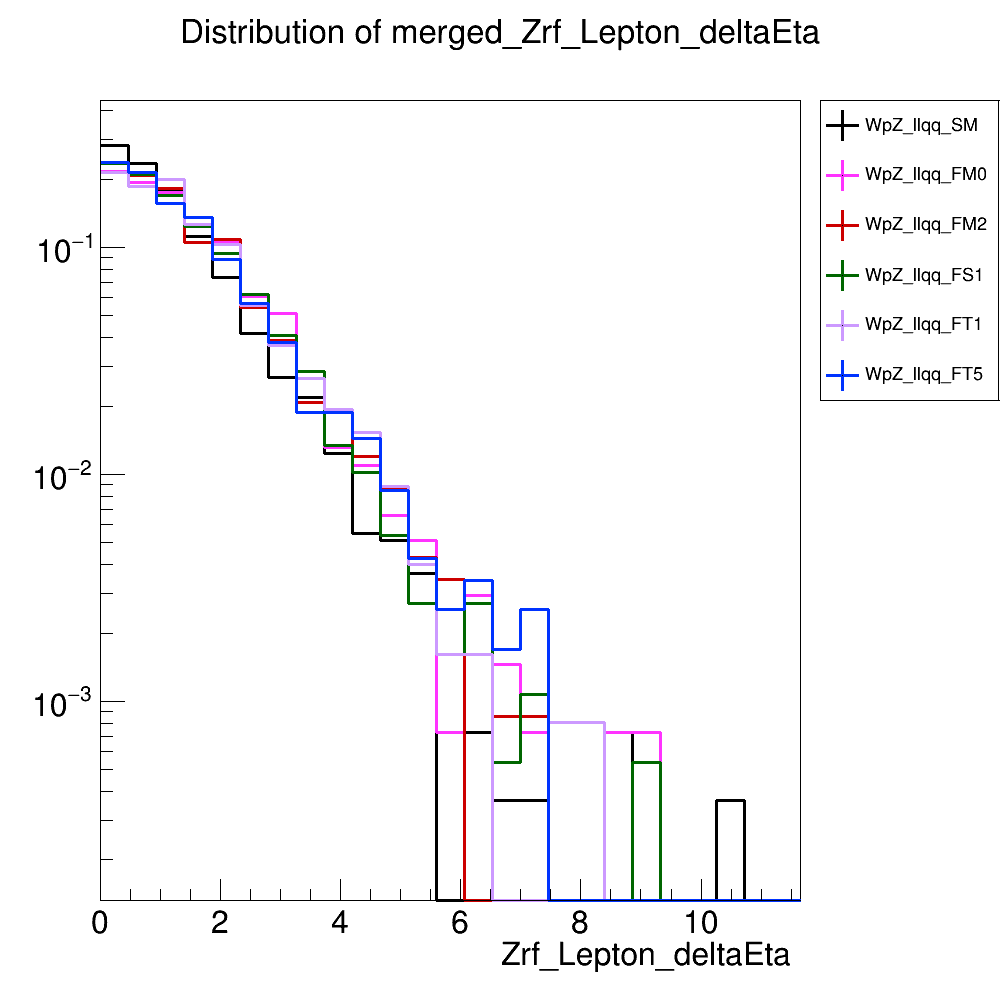 Distribution of merged_Zrf_Lepton_deltaEta
WpZ_llqq_SM
WpZ_llqq_FM0
WpZ_llqq_FM2
WpZ_llqq_FS1
WpZ_llqq_FT1
WpZ_llqq_FT5
10⁻¹
10⁻²
10⁻³
0 2 4 6 8 10
Zrf_Lepton_deltaEta